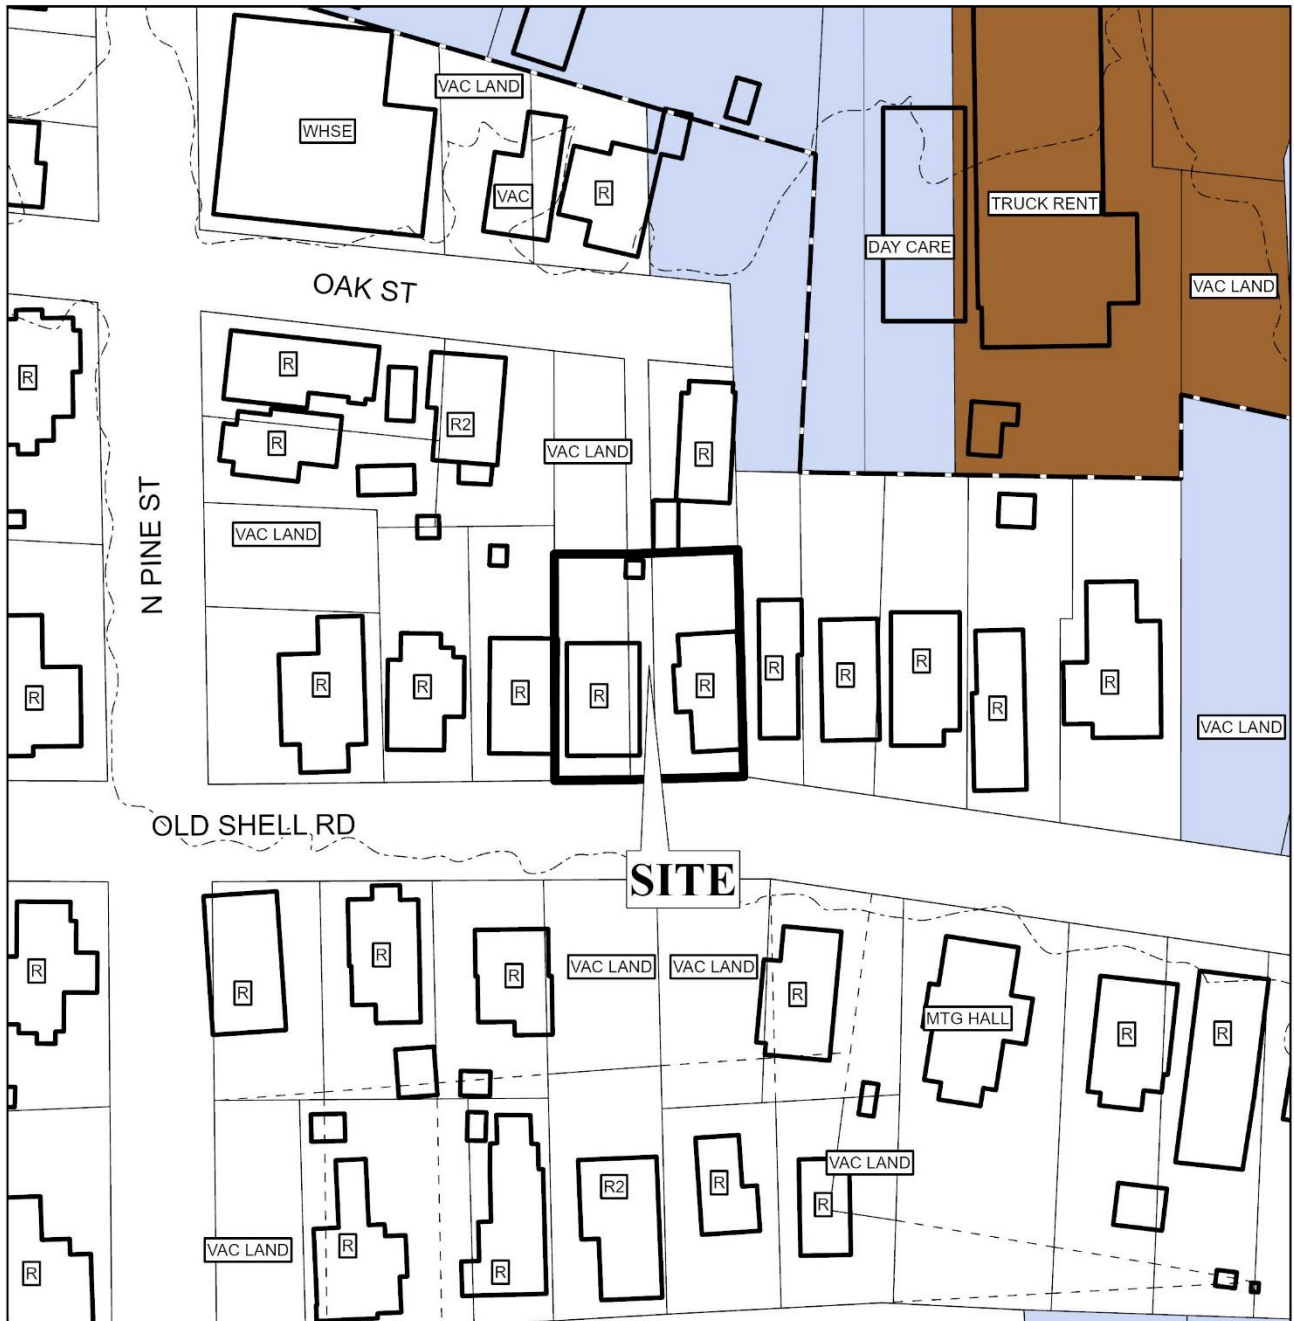 VAC LAND
WHSE
VAC
R
TRUCK RENT
DAY CARE
VAC LAND
OAK ST
R
R
R2
R
VAC LAND
R
N PINE ST
VAC LAND
R
R
R
R
R
R
R
R
R
R
R
R
VAC LAND
OLD SHELL RD
SITE
R
R
R
R
VAC LAND
VAC LAND
R
MTG HALL
R
R
VAC LAND
R2
R
R
VAC LAND
R
R
R